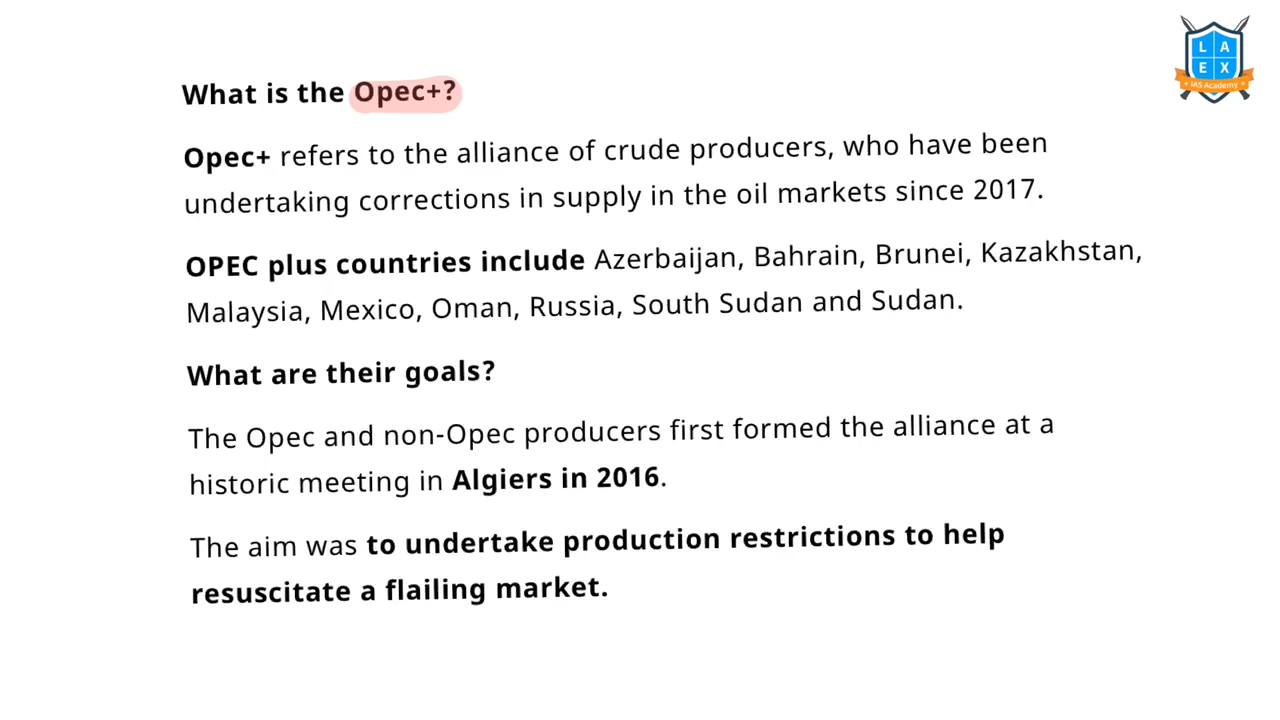 L A
E X
IAS Academy
What is the Opec+?
Opec+ refers to the alliance of crude producers, who have been
undertaking corrections in supply in the oil markets since 2017.
OPEC plus countries include Azerbaijan, Bahrain, Brunei, Kazakhstan,
Malaysia, Mexico, Oman, Russia, South Sudan and Sudan.
What are their goals?
The Opec and non-Opec producers first formed the alliance at a
historic meeting in Algiers in 2016.
The aim was to undertake production restrictions to help
resuscitate a flailing market.